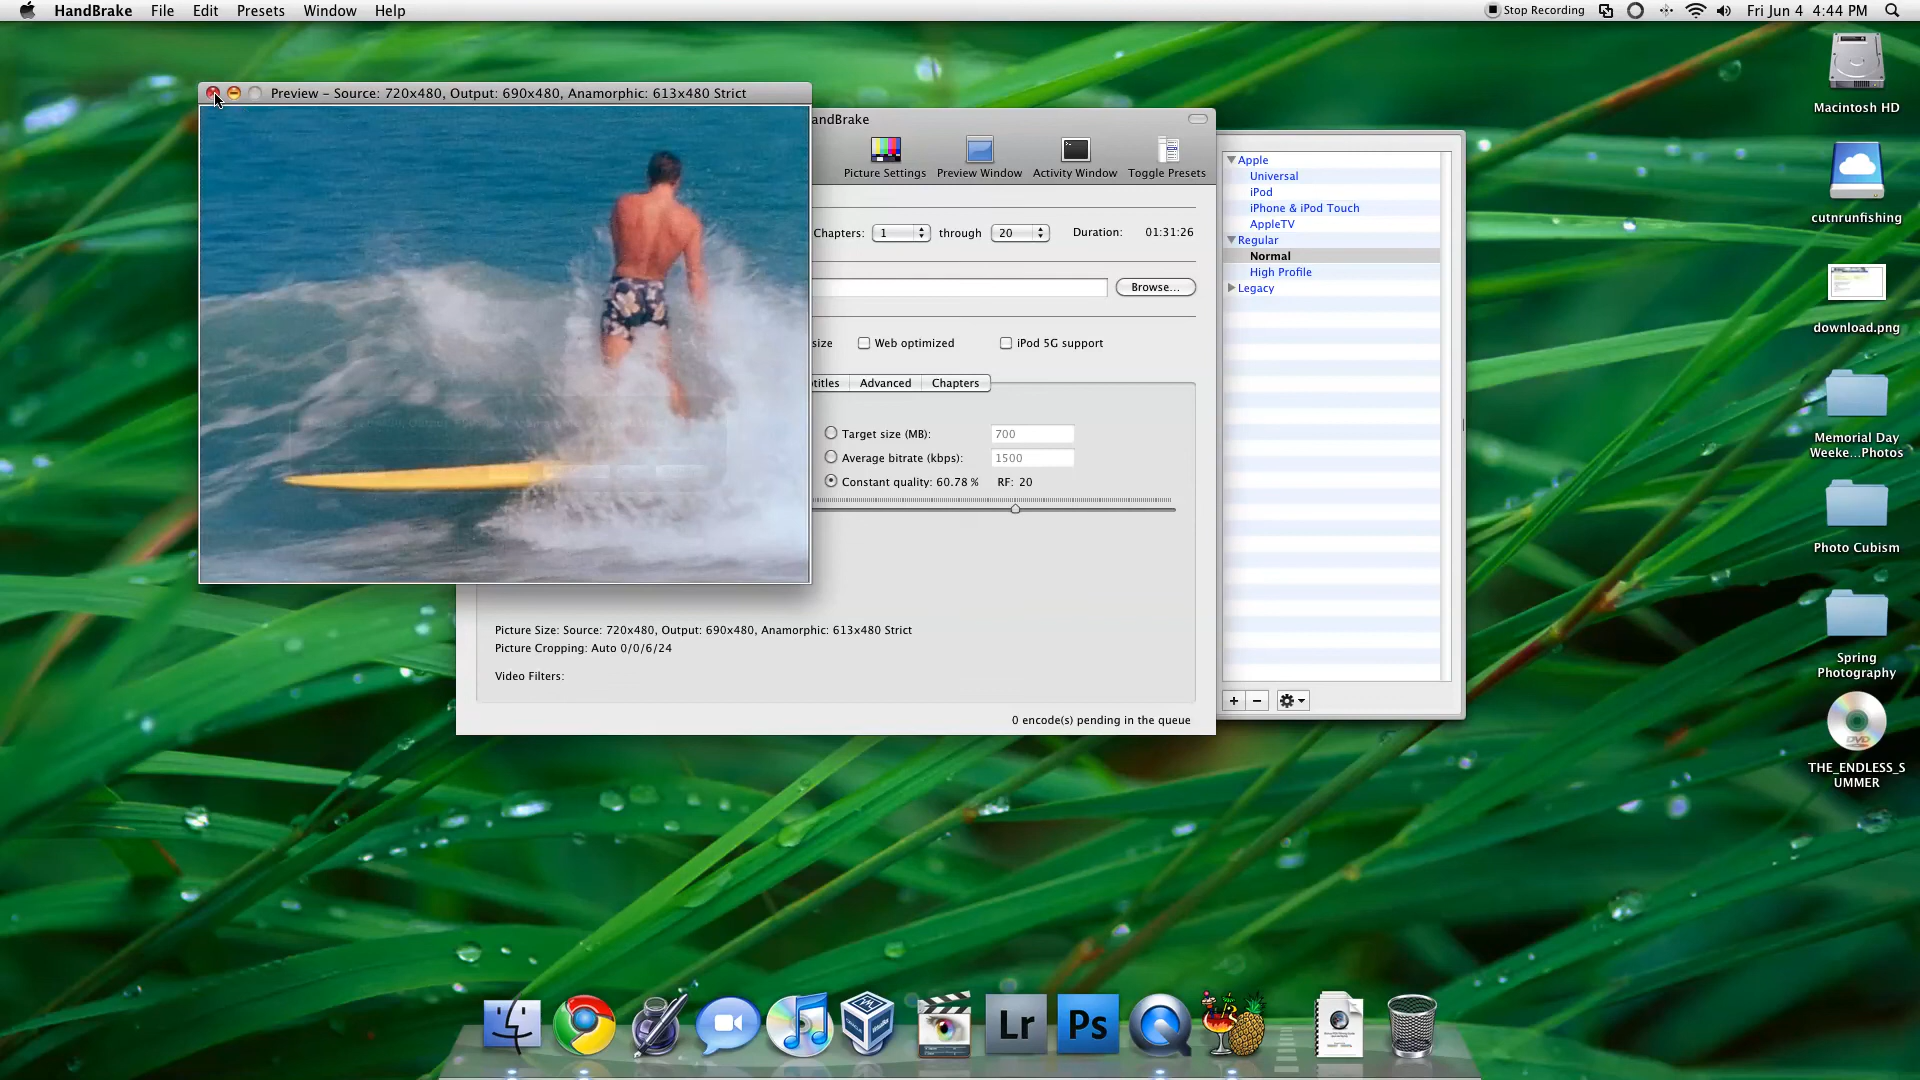 HandBrake File Edit Presets Window Help
Stop Recording
Fri Jun 4 4:44 PM
Preview – Source: 720x480, Output: 690x480, Anamorphic: 613x480 Strict
andBrake
Picture Settings Preview Window Activity Window Toggle Presets
Chapters: 1 through 20 Duration: 01:31:26
Browse...
size Web optimized iPod 5G support
titles Advanced Chapters
Target size (MB): 700
Average bitrate (kbps): 1500
Constant quality: 60.78 % RF: 20
Picture Size: Source: 720x480, Output: 690x480, Anamorphic: 613x480 Strict
Picture Cropping: Auto 0/0/6/24
Video Filters:
0 encode(s) pending in the queue
Apple
Universal
iPod
iPhone & iPod Touch
AppleTV
Regular
Normal
High Profile
Legacy
Macintosh HD
cutnrunfishing
download.png
Memorial Day
Weeke...Photos
Photo Cubism
Spring
Photography
DVD
THE_ENDLESS_S
UMMER
Lr
Ps